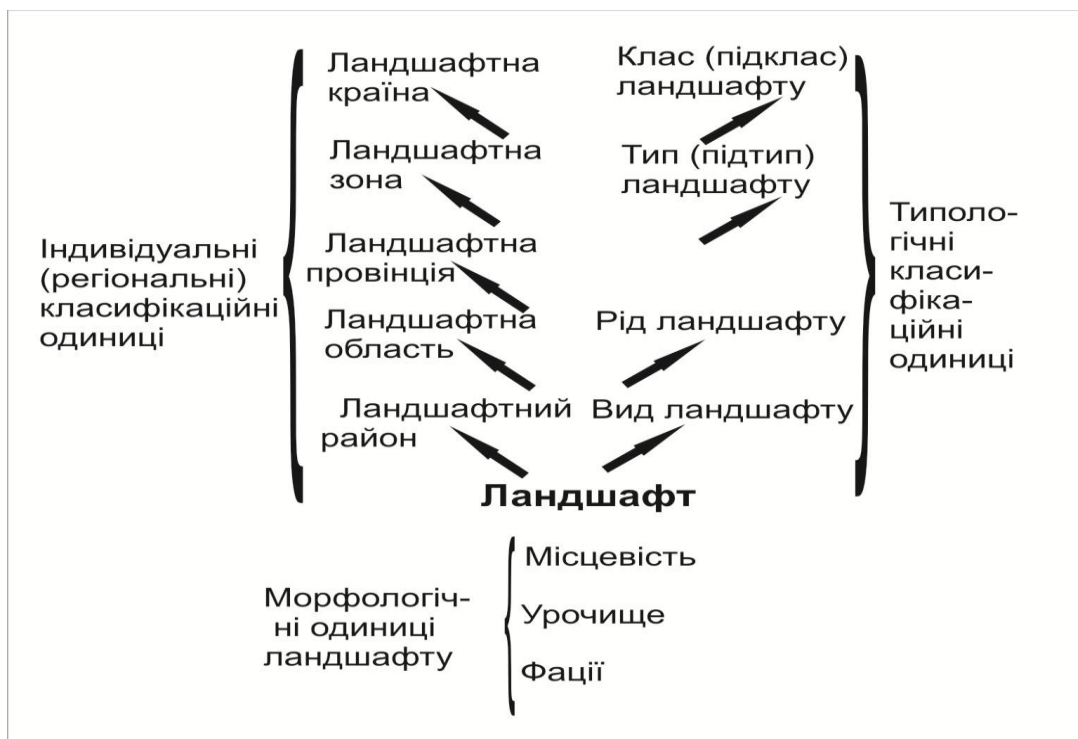 Індивідуальні
(регіональні)
класифікаційні
одиниці
Ландшафтна
країна
Ландшафтна
зона
Ландшафтна
провінція
Ландшафтна
область
Ландшафтний
район
Клас (підклас)
ландшафту
Тип (підтип)
ландшафту
Рід ландшафту
Вид ландшафту
Типоло-
гічні
класи-
фіка-
ційні
одиниці
Ландшафт
Морфологіч-
ні одиниці
ландшафту
Місцевість
Урочище
Фації